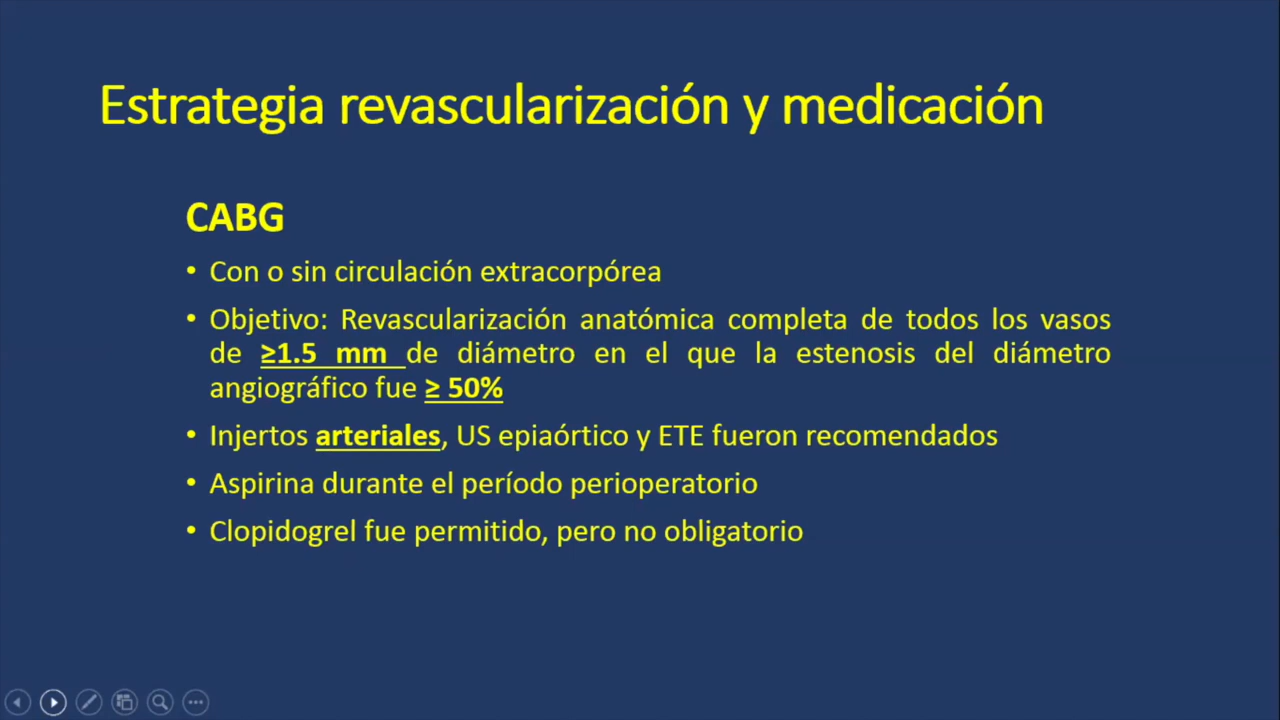 Estrategia revascularización y medicación
CABG
• Con o sin circulación extracorpórea
• Objetivo: Revascularización anatómica completa de todos los vasos
de ≥1.5 mm de diámetro en el que la estenosis del diámetro
angiográfico fue ≥ 50%
• Injertos arteriales, US epiaórtico y ETE fueron recomendados
• Aspirina durante el período perioperatorio
• Clopidogrel fue permitido, pero no obligatorio